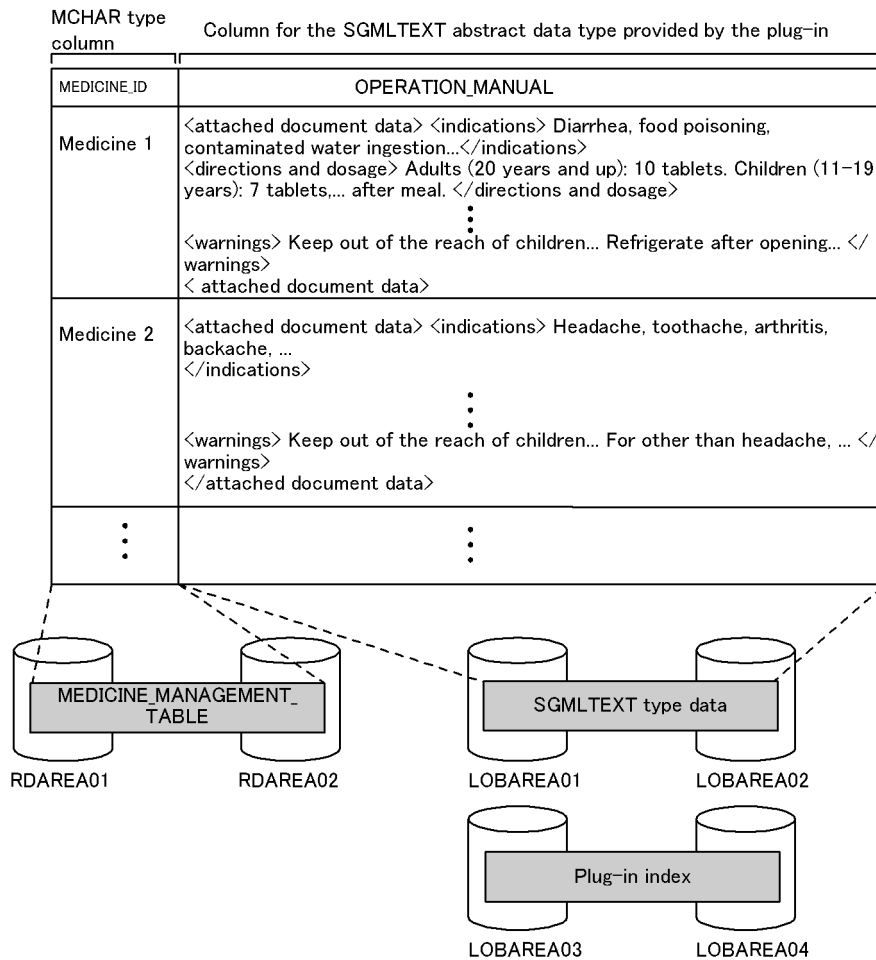 MCHAR type
column
Column for the SGMLTEXT abstract data type provided by the plug-in
MEDICINE_ID
OPERATION_MANUAL
Medicine 1
<attached document data> <indications> Diarrhea, food poisoning,
contaminated water ingestion...</indications>
<directions and dosage> Adults (20 years and up): 10 tablets. Children (11-19
years): 7 tablets,... after meal. </directions and dosage>
<warnings> Keep out of the reach of children... Refrigerate after opening... </
warnings>
< attached document data>
Medicine 2
<attached document data> <indications> Headache, toothache, arthritis,
backache, ...
</indications>
<warnings> Keep out of the reach of children... For other than headache, ... </
warnings>
</attached document data>
MEDICINE_MANAGEMENT_
TABLE
SGMLTEXT type data
RDAREA01
RDAREA02
LOBAREA01
LOBAREA02
Plug-in index
LOBAREA03
LOBAREA04